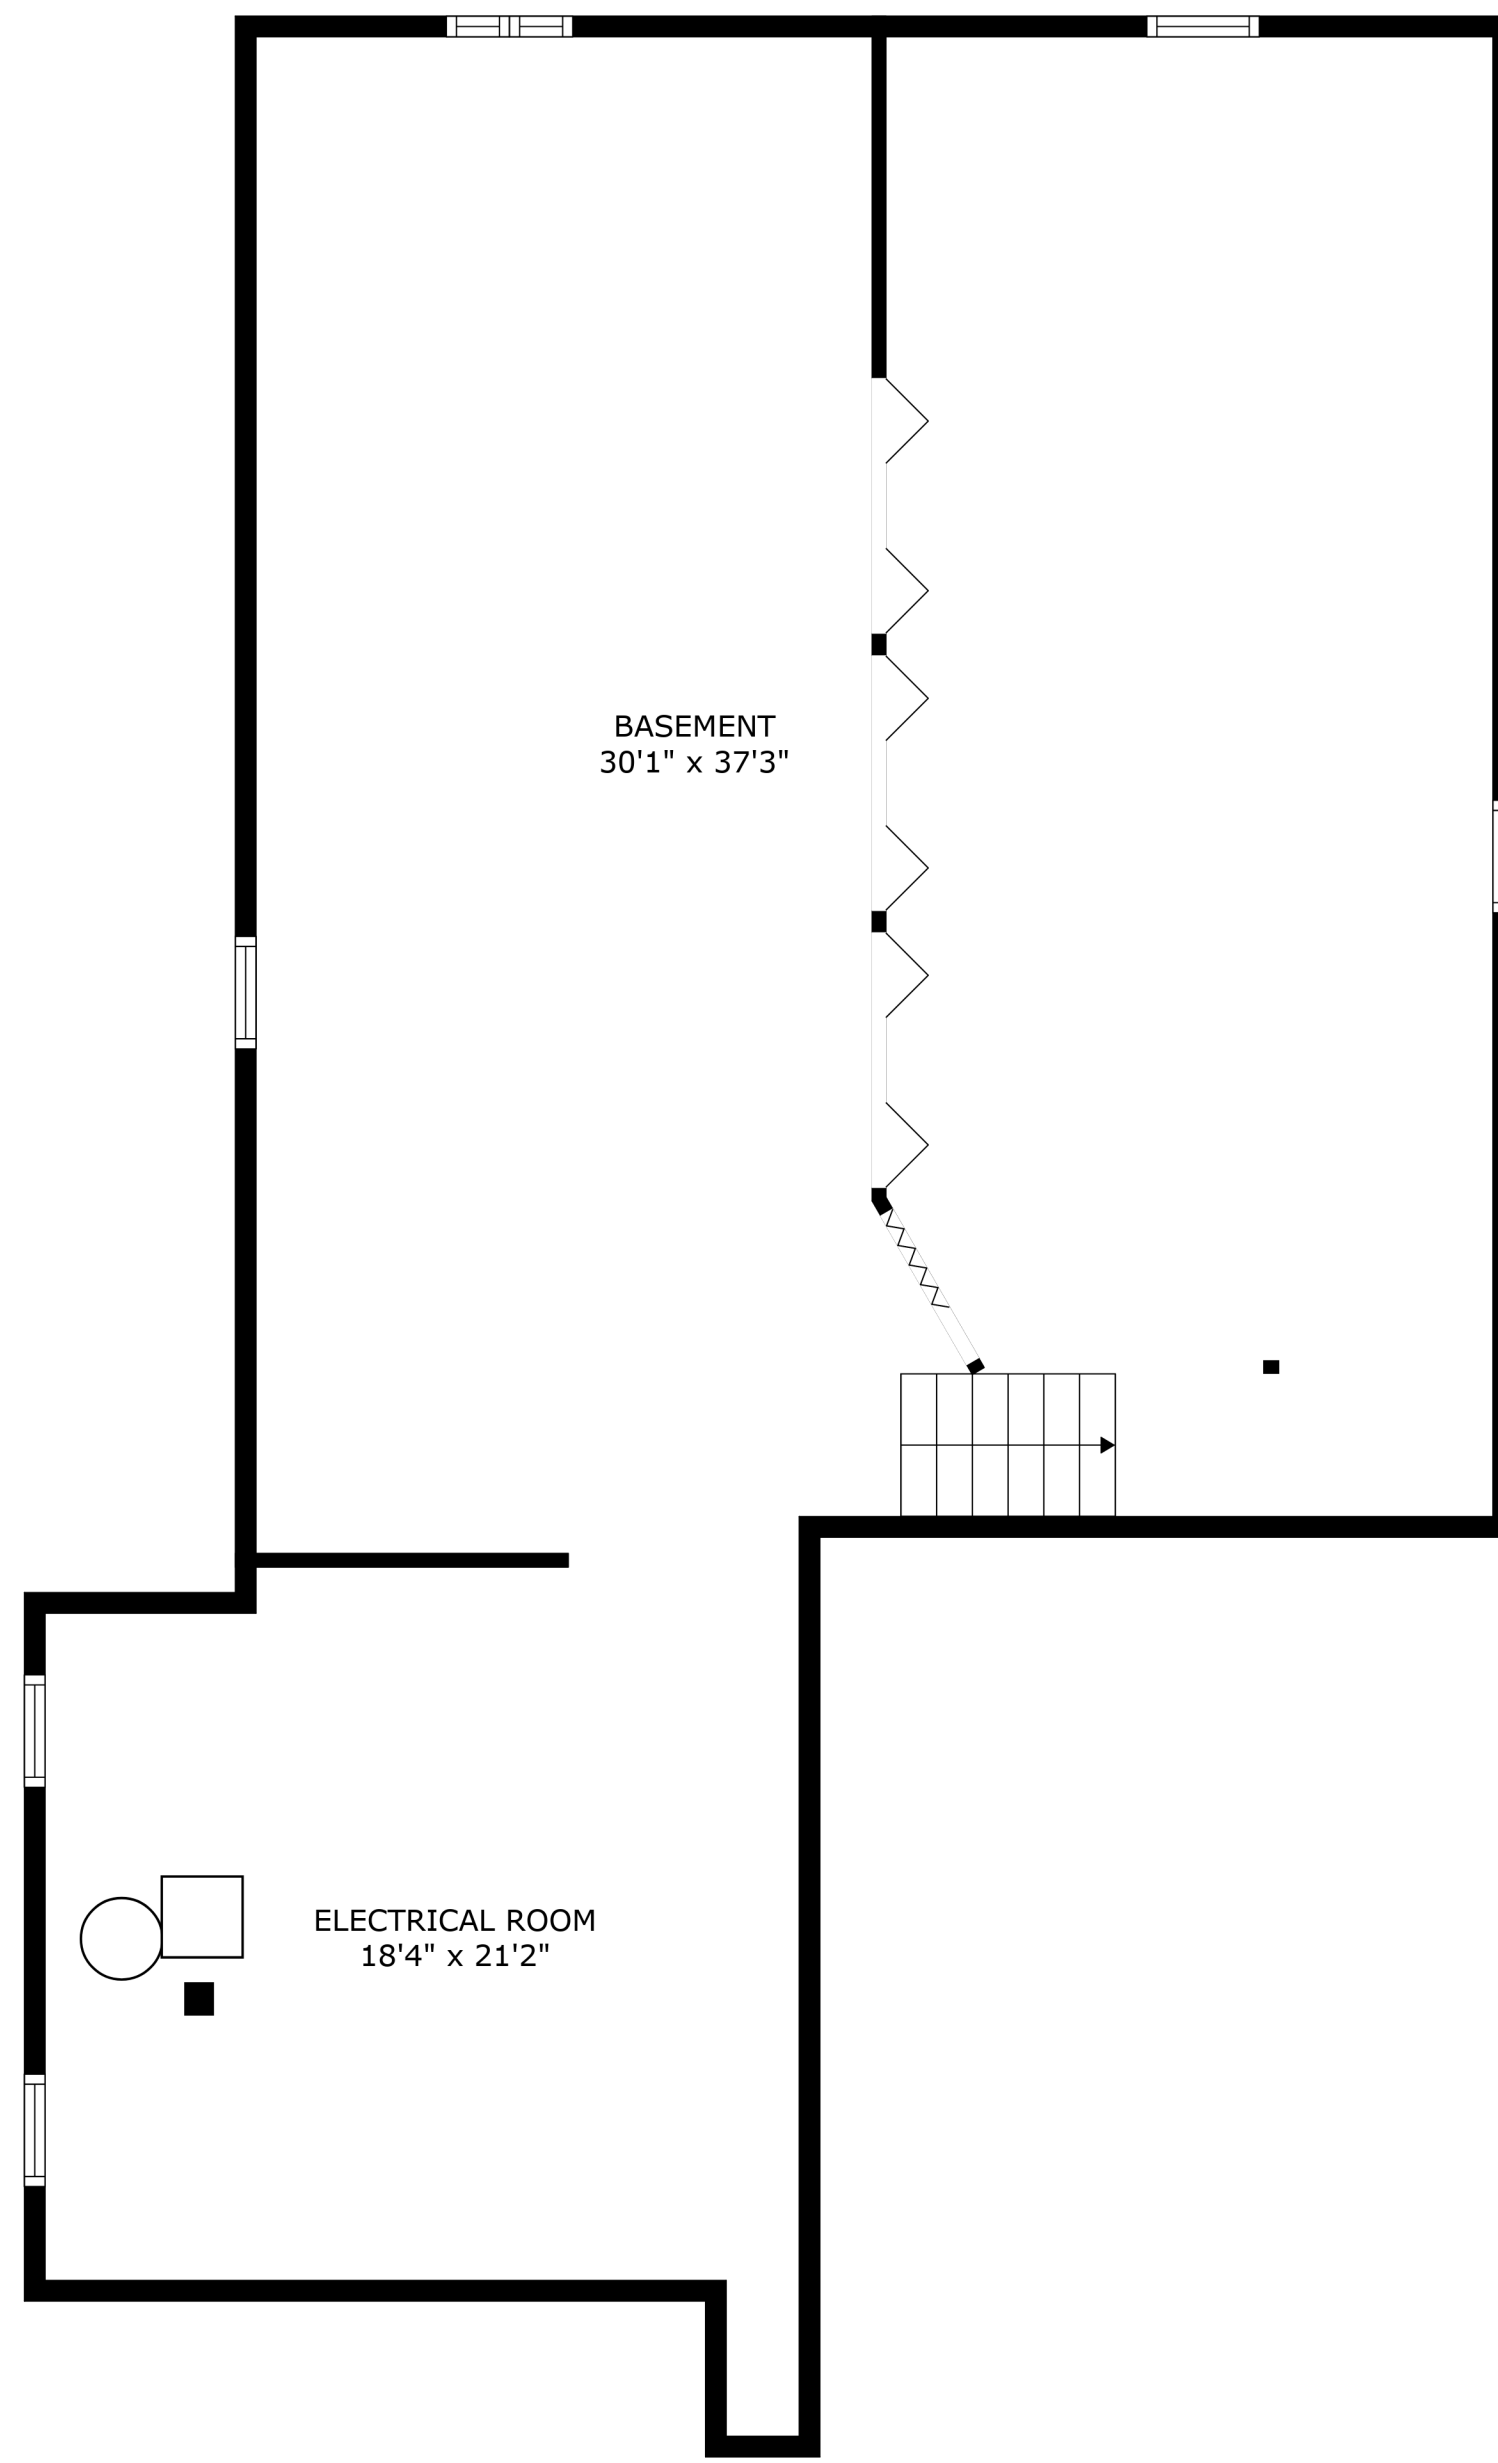 BASEMENT
30'1" x 37'3"
ELECTRICAL ROOM
18'4" x 21'2"